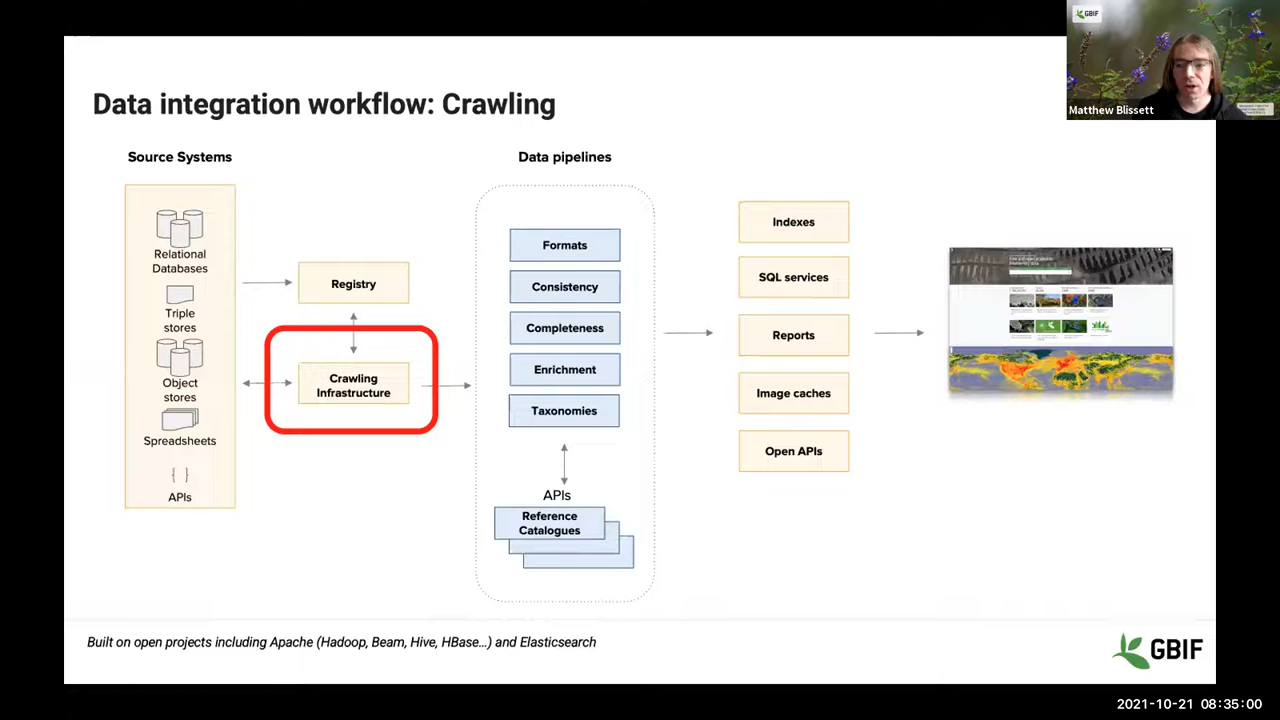 GBIF
Matthew Blissett
Data integration workflow: Crawling
Source Systems
Data pipelines
Relational
Databases
Triple
stores
Object
stores
Spreadsheets
{ }
APIs
Registry
Crawling
Infrastructure
Formats
Consistency
Completeness
Enrichment
Taxonomies
APIs
Reference
Catalogues
Indexes
SQL services
Reports
Image caches
Open APIs
Built on open projects including Apache (Hadoop, Beam, Hive, HBase...) and Elasticsearch
GBIF
2021-10-21 08:35:00